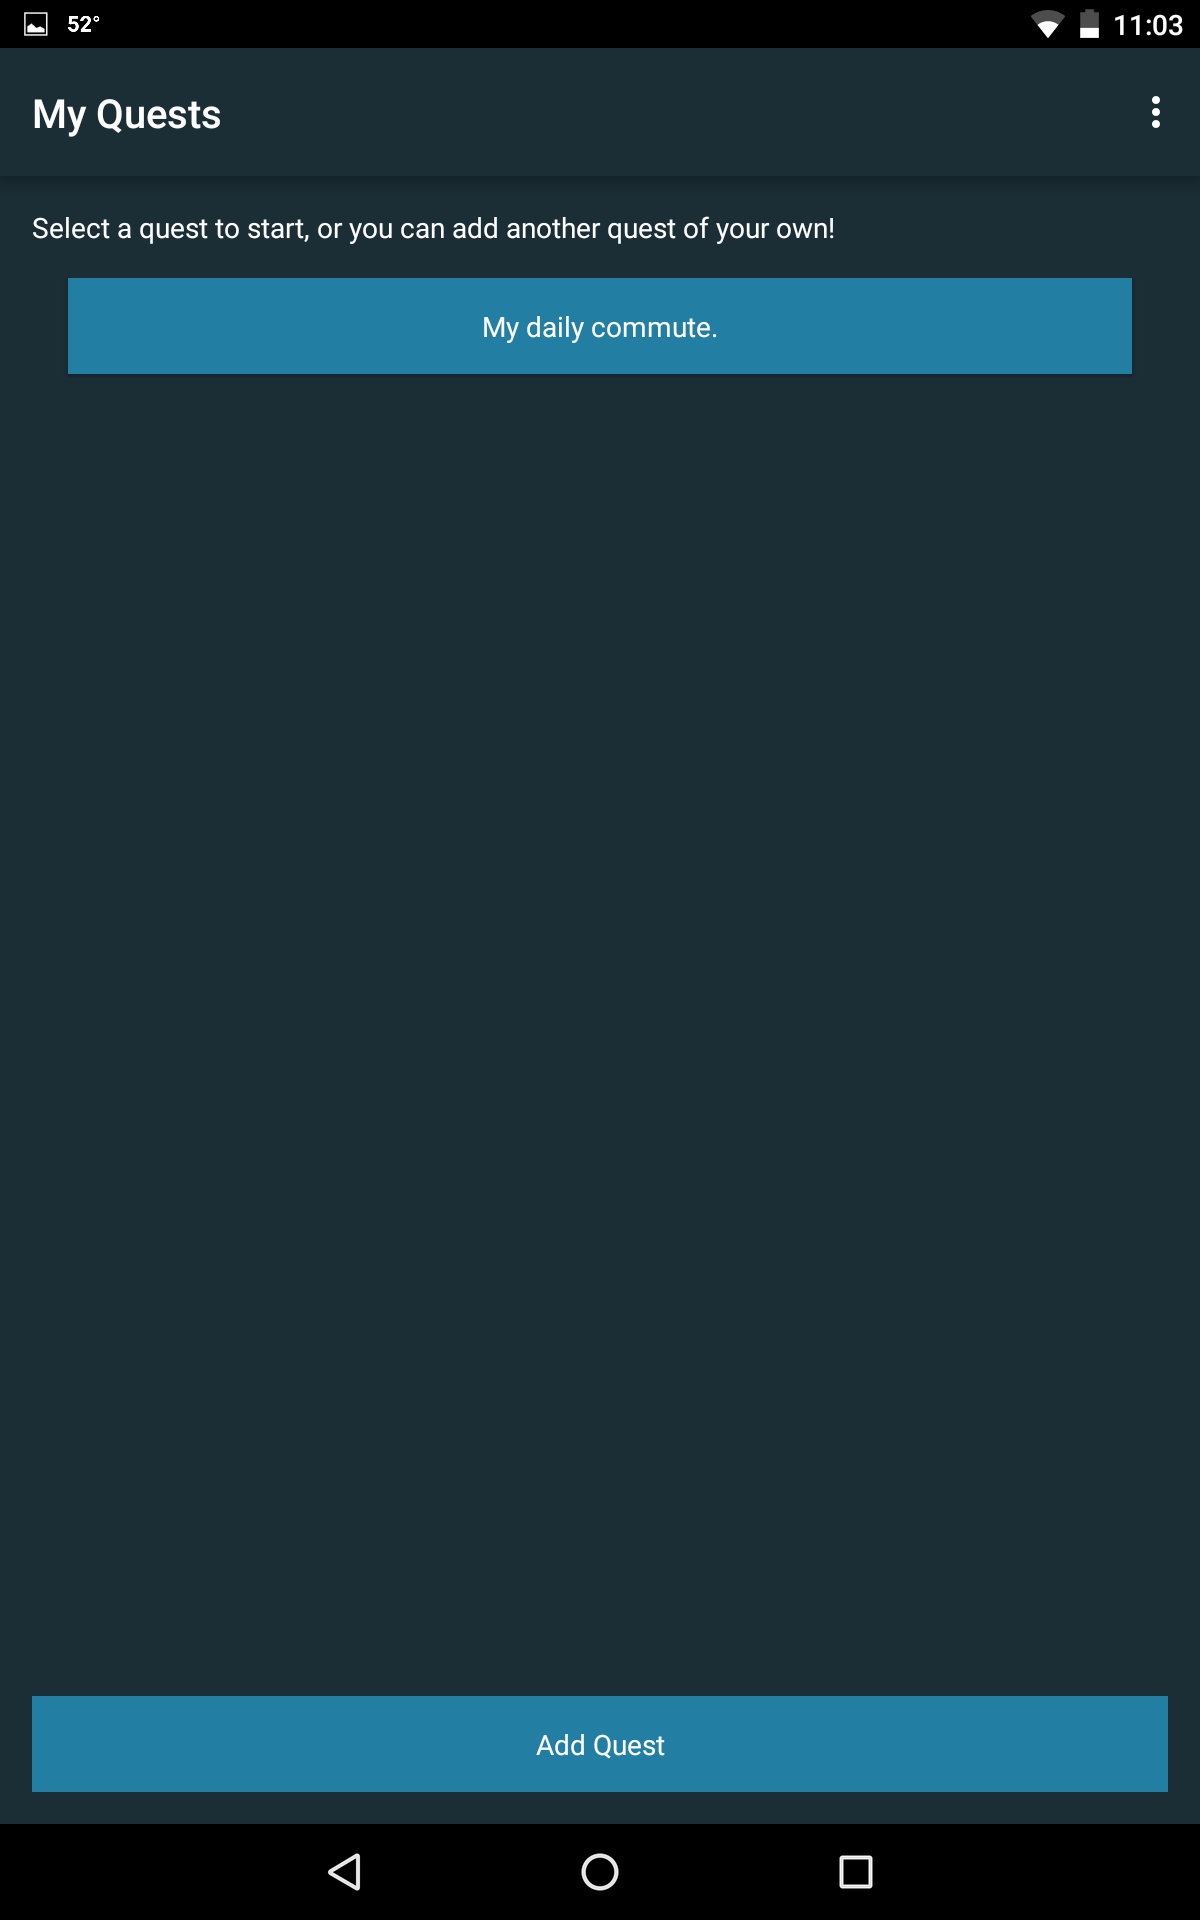 52°
11:03
My Quests
Select a quest to start, or you can add another quest of your own!
My daily commute.
Add Quest